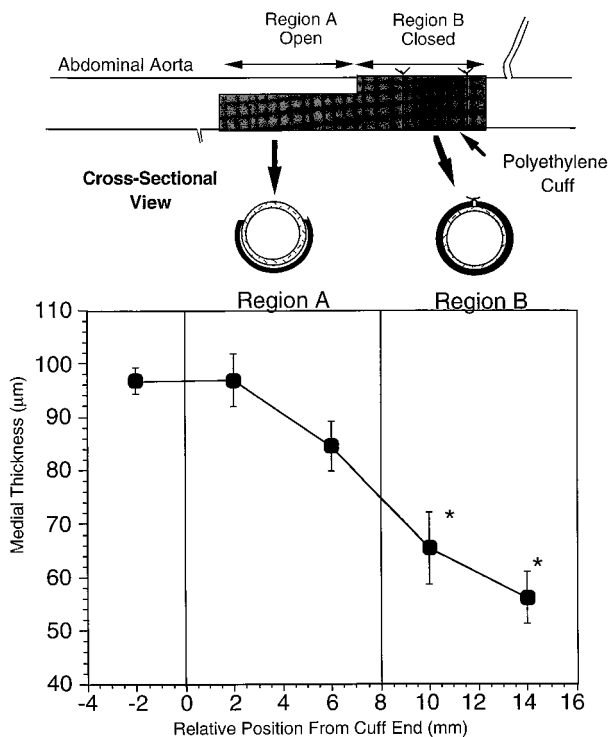 Region A
Open
Region B
Closed
Abdominal Aorta
Polyethylene
Cuff
Cross-Sectional
View
Region A
Region B
Medial Thickness (μm)
110
100
90
80
70
60
50
40
*
*
-4
-2
0
2
4
6
8
10
12
14
16
Relative Position From Cuff End (mm)